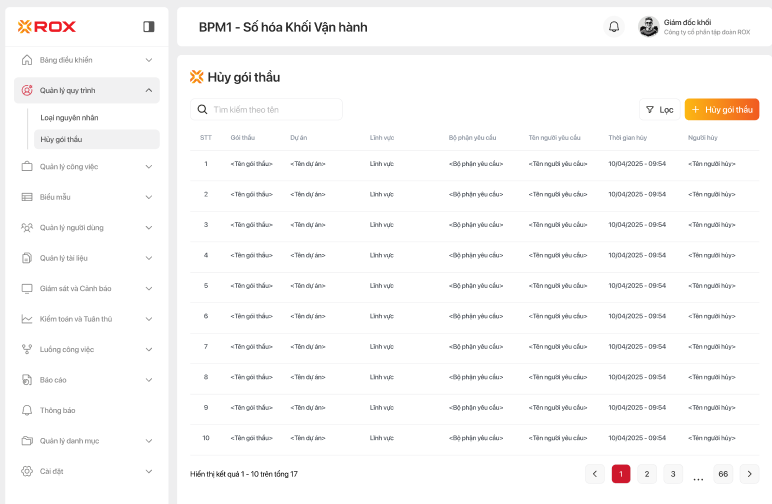 ROX
BPM1 - Số hóa Khối Vận hành
Giám đốc khối
Công ty cổ phần tập đoàn ROX
Bảng điều khiển
Quản lý quy trình
Loại nguyên nhân
Hủy gói thầu
Quản lý công việc
Biểu mẫu
Quản lý người dùng
Quản lý tài liệu
Giám sát và Cảnh báo
Kiểm toán và Tuân thủ
Luồng công việc
Báo cáo
Thông báo
Quản lý danh mục
Cài đặt
Hủy gói thầu
Tìm kiếm theo tên
Lọc
+ Hủy gói thầu
STT Gói thầu Dự án Lĩnh vực Bộ phận yêu cầu Tên người yêu cầu Thời gian hủy Người hủy
1 <Tên gói thầu> <Tên dự án> Lĩnh vực <Bộ phận yêu cầu> <Tên người yêu cầu> 10/04/2025 - 09:54 <Tên người hủy>
2 <Tên gói thầu> <Tên dự án> Lĩnh vực <Bộ phận yêu cầu> <Tên người yêu cầu> 10/04/2025 - 09:54 <Tên người hủy>
3 <Tên gói thầu> <Tên dự án> Lĩnh vực <Bộ phận yêu cầu> <Tên người yêu cầu> 10/04/2025 - 09:54 <Tên người hủy>
4 <Tên gói thầu> <Tên dự án> Lĩnh vực <Bộ phận yêu cầu> <Tên người yêu cầu> 10/04/2025 - 09:54 <Tên người hủy>
5 <Tên gói thầu> <Tên dự án> Lĩnh vực <Bộ phận yêu cầu> <Tên người yêu cầu> 10/04/2025 - 09:54 <Tên người hủy>
6 <Tên gói thầu> <Tên dự án> Lĩnh vực <Bộ phận yêu cầu> <Tên người yêu cầu> 10/04/2025 - 09:54 <Tên người hủy>
7 <Tên gói thầu> <Tên dự án> Lĩnh vực <Bộ phận yêu cầu> <Tên người yêu cầu> 10/04/2025 - 09:54 <Tên người hủy>
8 <Tên gói thầu> <Tên dự án> Lĩnh vực <Bộ phận yêu cầu> <Tên người yêu cầu> 10/04/2025 - 09:54 <Tên người hủy>
9 <Tên gói thầu> <Tên dự án> Lĩnh vực <Bộ phận yêu cầu> <Tên người yêu cầu> 10/04/2025 - 09:54 <Tên người hủy>
10 <Tên gói thầu> <Tên dự án> Lĩnh vực <Bộ phận yêu cầu> <Tên người yêu cầu> 10/04/2025 - 09:54 <Tên người hủy>
Hiển thị kết quả 1 - 10 trên tổng 17
1 2 3 ... 66